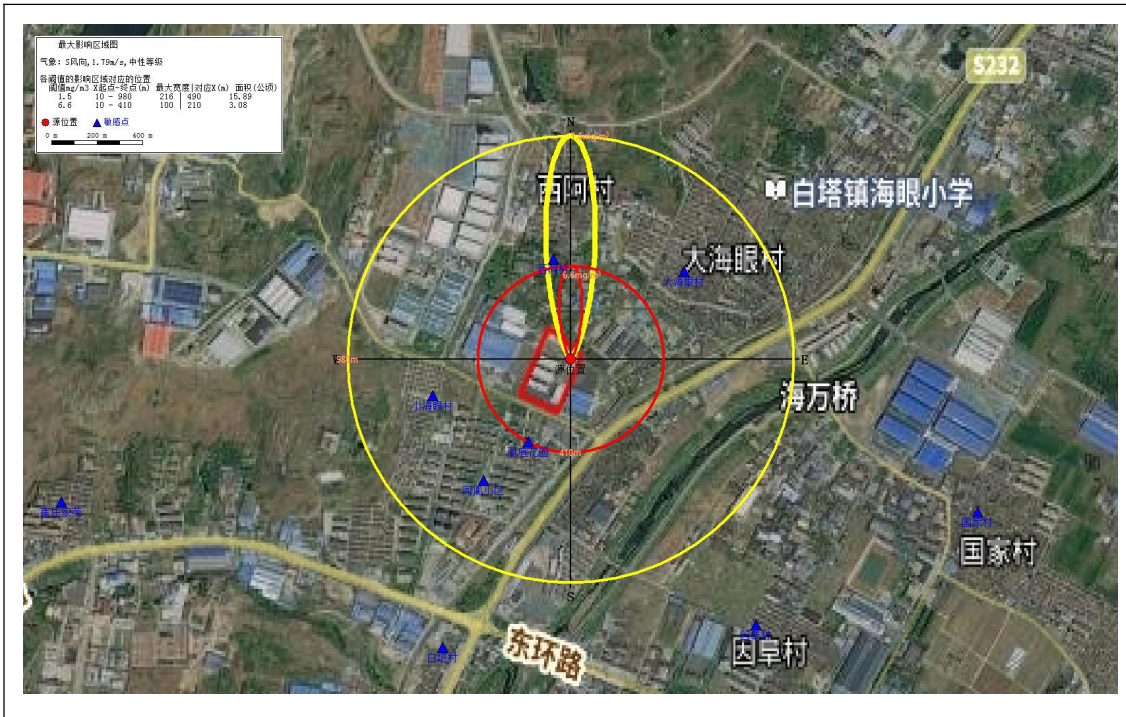 最大影响区域图
气象：S风向,1.79m/s,中性等级
各阈值的影响区域对应的位置
阈值mg/m3 X起点-终点(m) 最大宽度|对应X(m) 面积(公顷)
1.5 10 - 980 216 | 490 15.89
6.6 10 - 410 100 | 210 3.08
源位置 敏感点
0 m 200 m 400 m
S232
N
西阿村
白塔镇海眼小学
大海眼村
大海眼村
6.6mg/m3
980m
E
源位置
海万桥
小海眼村
410m
国家村
国家村
S
因阜村
白塔村
东环路